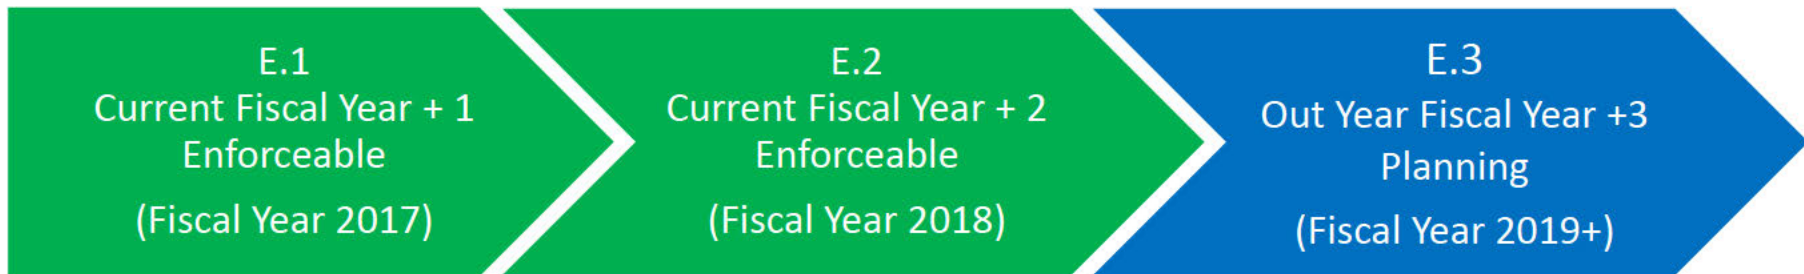 E.1
Current Fiscal Year + 1
Enforceable
(Fiscal Year 2017)
E.2
Current Fiscal Year + 2
Enforceable
(Fiscal Year 2018)
E.3
Out Year Fiscal Year +3
Planning
(Fiscal Year 2019+)